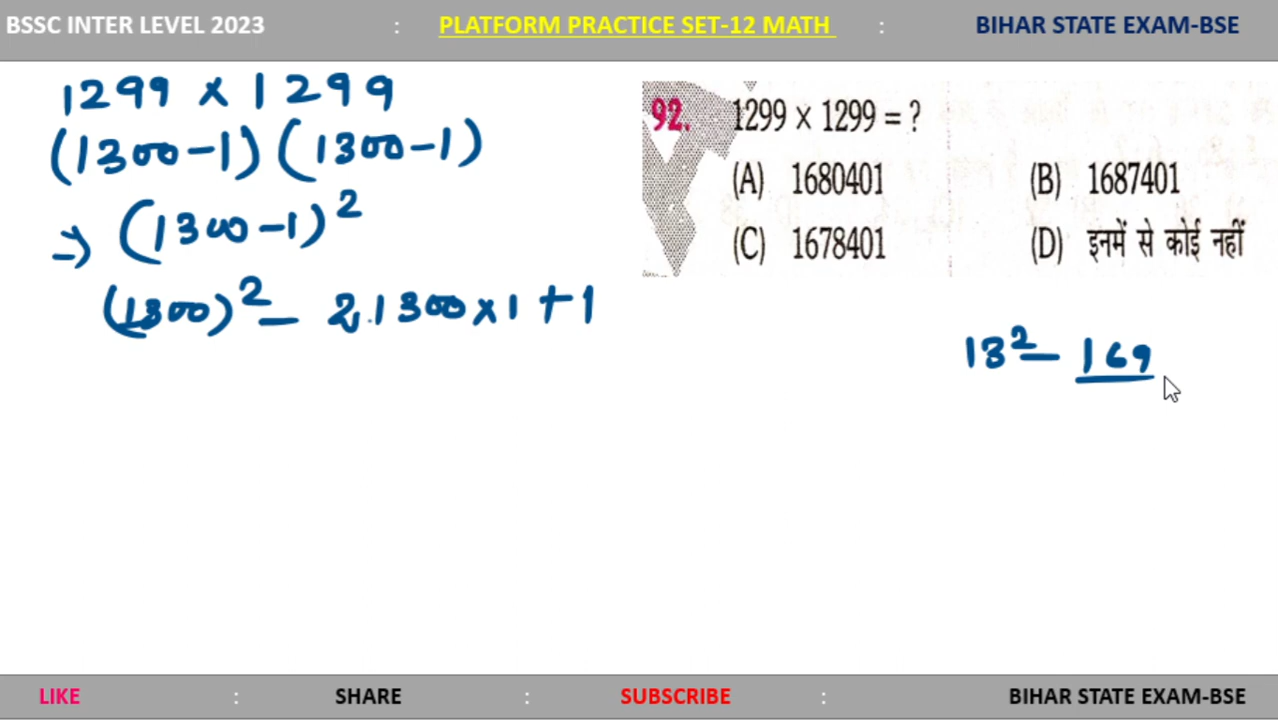 BSSC INTER LEVEL 2023 : PLATFORM PRACTICE SET-12 MATH : BIHAR STATE EXAM-BSE
1299 × 1299
(1300-1) (1300-1)
→ (1300-1)²
(1300)² - 2.1300×1 + 1
92. 1299 × 1299 = ?
(A) 1680401 (B) 1687401
(C) 1678401 (D) इनमें से कोई नहीं
13² - 169
LIKE : SHARE : SUBSCRIBE : BIHAR STATE EXAM-BSE